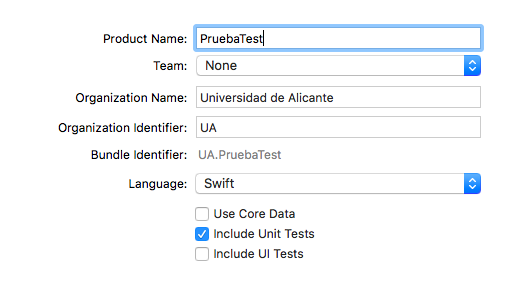 Product Name: PruebaTest
Team: None
Organization Name: Universidad de Alicante
Organization Identifier: UA
Bundle Identifier: UA.PruebaTest
Language: Swift
Use Core Data
Include Unit Tests
Include UI Tests